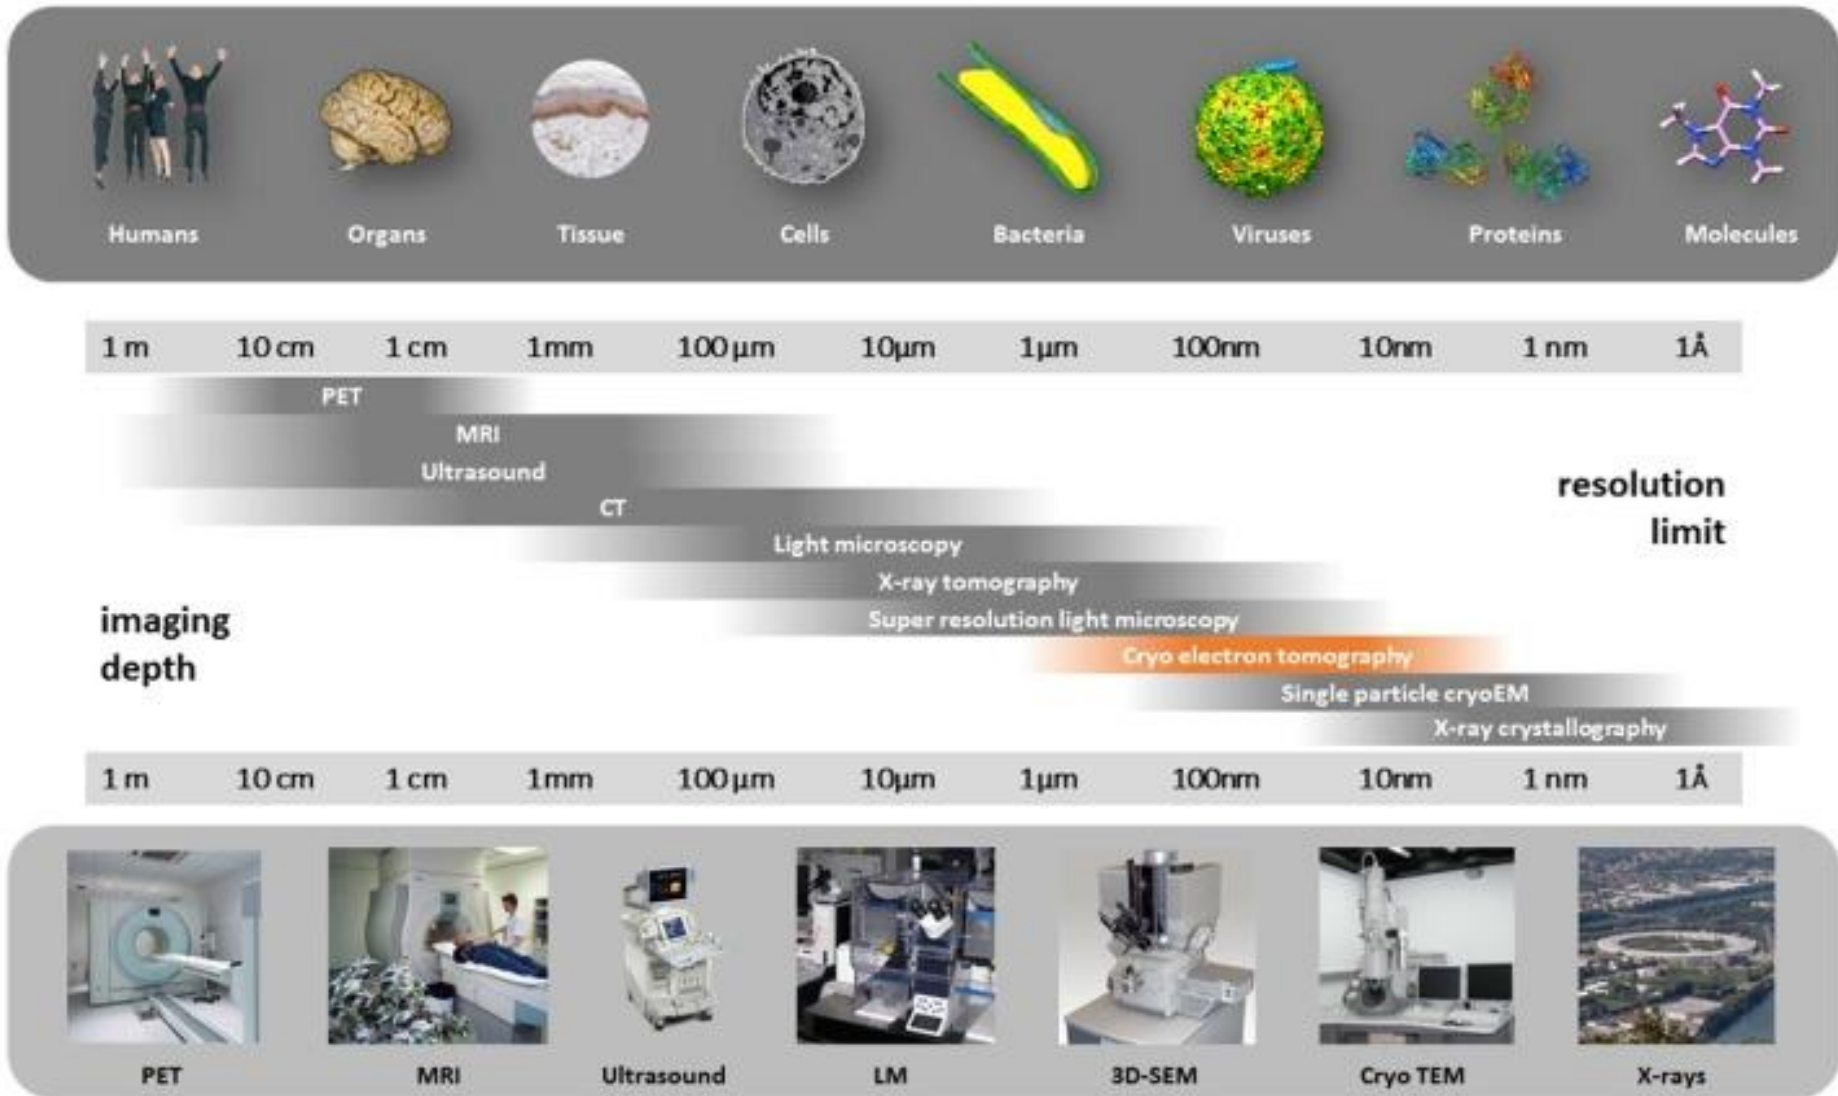 Humans Organs Tissue Cells Bacteria Viruses Proteins Molecules
1 m 10 cm 1 cm 1mm 100 µm 10µm 1µm 100nm 10nm 1 nm 1Å
PET
MRI
Ultrasound
CT
Light microscopy
X-ray tomography
Super resolution light microscopy
Cryo electron tomography
Single particle cryoEM
X-ray crystallography
resolution
limit
imaging
depth
1 m 10 cm 1 cm 1mm 100 µm 10µm 1µm 100nm 10nm 1 nm 1Å
PET MRI Ultrasound LM 3D-SEM Cryo TEM X-rays